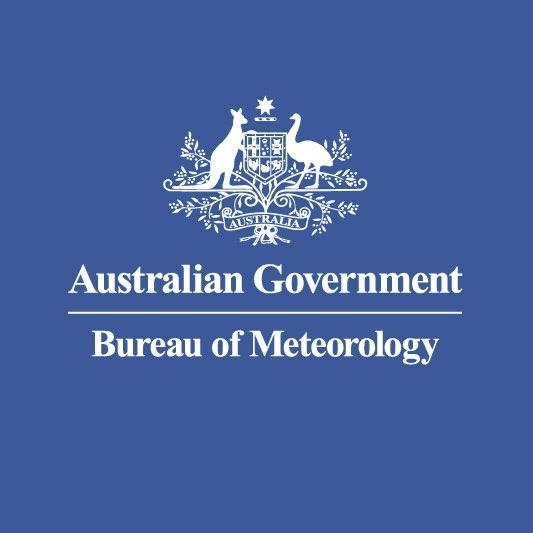 AUSTRALIA
Australian Government
Bureau of Meteorology